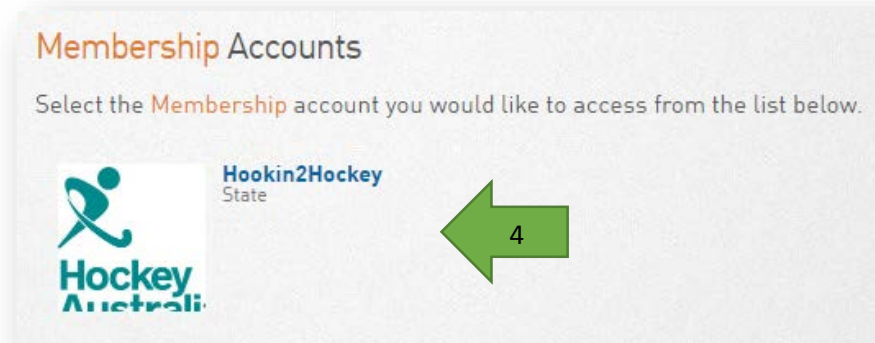 Membership Accounts
Select the Membership account you would like to access from the list below.
Hookin2Hockey
State
4
Hockey
Australi